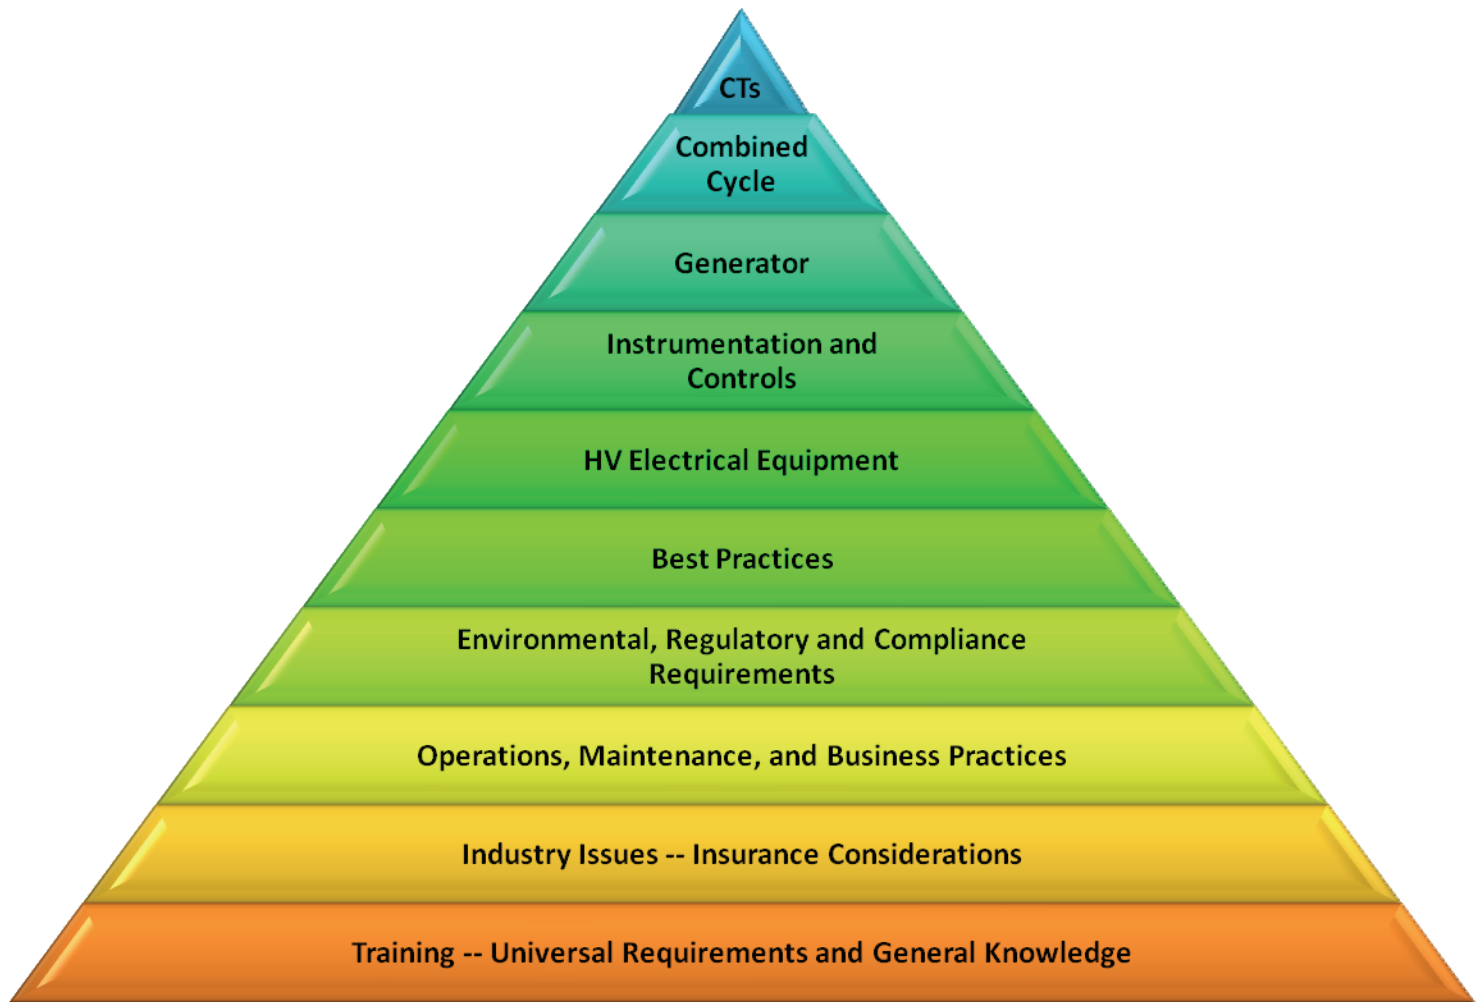 CTs
Combined
Cycle
Generator
Instrumentation and
Controls
HV Electrical Equipment
Best Practices
Environmental, Regulatory and Compliance
Requirements
Operations, Maintenance, and Business Practices
Industry Issues -- Insurance Considerations
Training -- Universal Requirements and General Knowledge